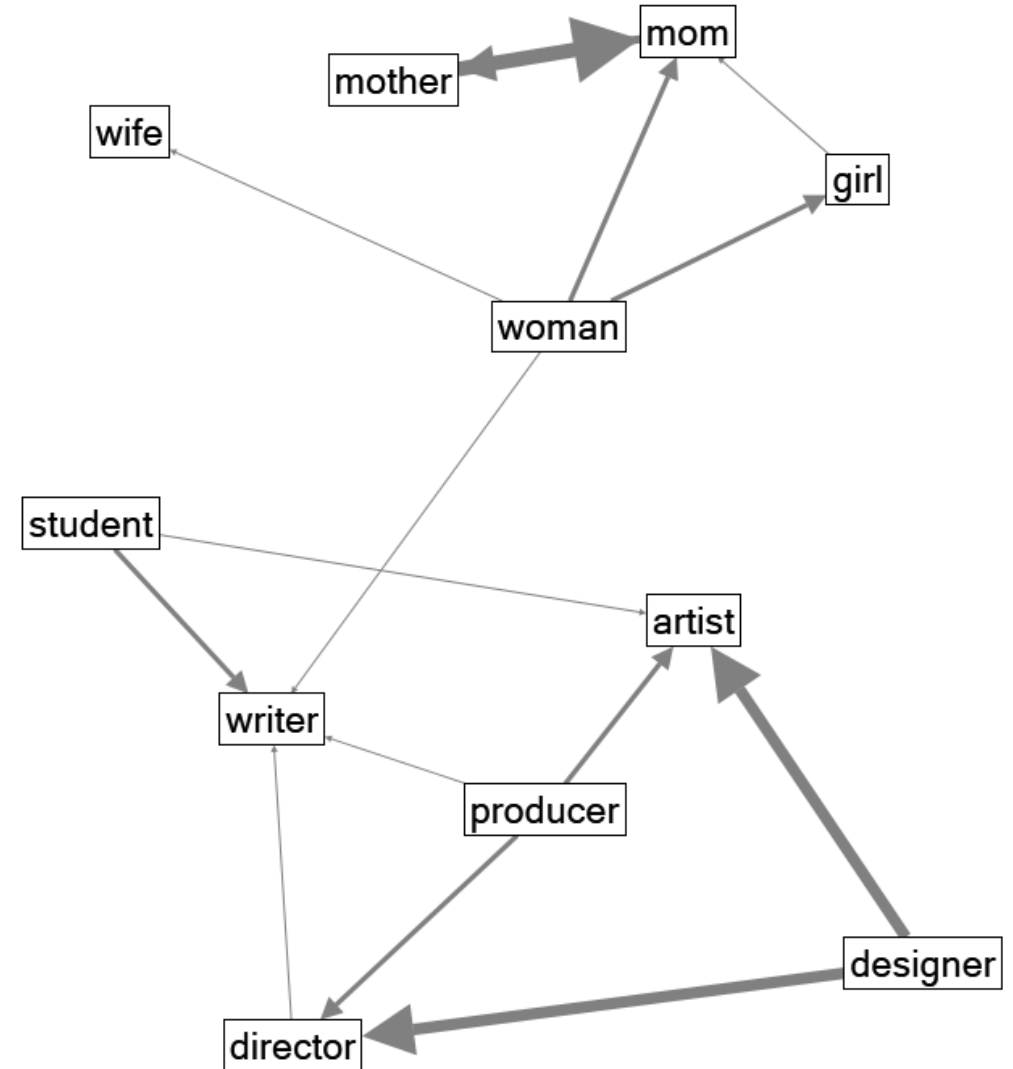 mom
mother
wife
girl
woman
student
artist
writer
producer
designer
director